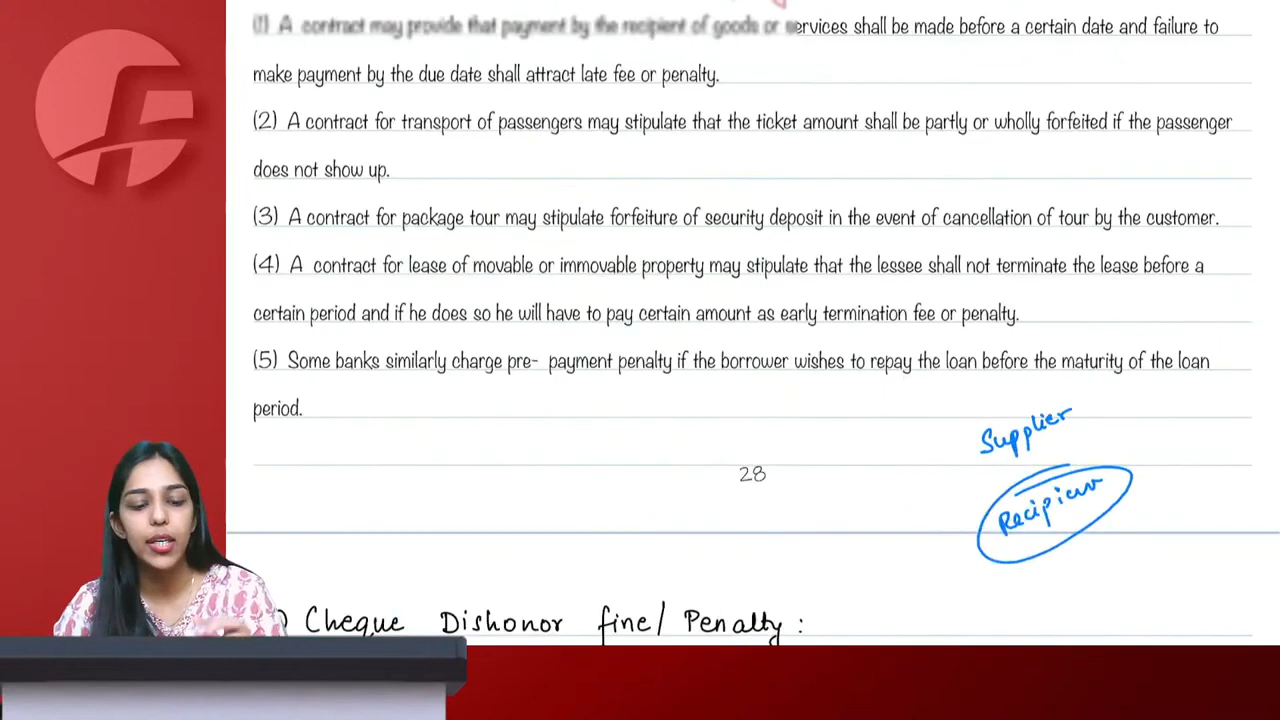 (1) A contract may provide that payment by the recipient of goods or services shall be made before a certain date and failure to
make payment by the due date shall attract late fee or penalty.
(2) A contract for transport of passengers may stipulate that the ticket amount shall be partly or wholly forfeited if the passenger
does not show up.
(3) A contract for package tour may stipulate forfeiture of security deposit in the event of cancellation of tour by the customer.
(4) A contract for lease of movable or immovable property may stipulate that the lessee shall not terminate the lease before a
certain period and if he does so he will have to pay certain amount as early termination fee or penalty.
(5) Some banks similarly charge pre- payment penalty if the borrower wishes to repay the loan before the maturity of the loan
period.
Supplier
28
Recipient
) Cheque Dishonor fine/ Penalty: